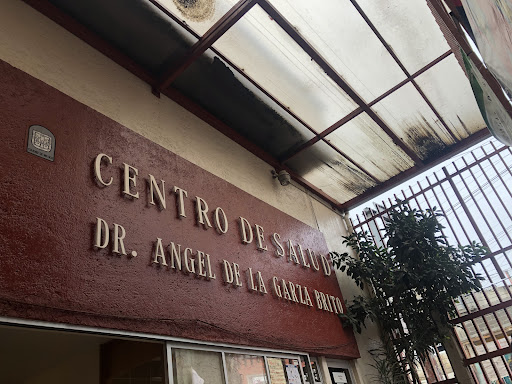 CENTRO DE SALUD
DR. ANGEL DE LA GARZA BRITO